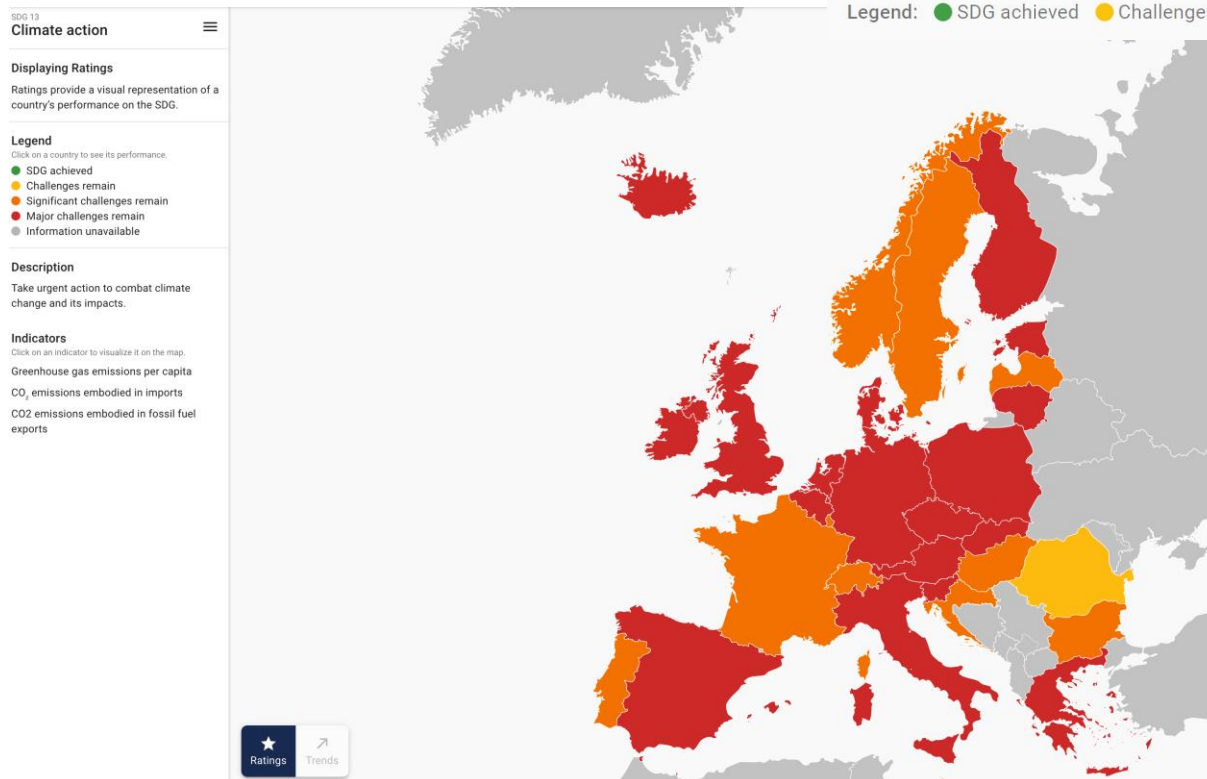 SDG 13
Climate action
Displaying Ratings
Ratings provide a visual representation of a
country's performance on the SDG.
Legend
Click on a country to see its performance.
SDG achieved
Challenges remain
Significant challenges remain
Major challenges remain
Information unavailable
Description
Take urgent action to combat climate
change and its impacts.
Indicators
Click on an indicator to visualize it on the map.
Greenhouse gas emissions per capita
CO₂ emissions embodied in imports
CO2 emissions embodied in fossil fuel
exports
Legend: SDG achieved Challenge
Ratings
Trends